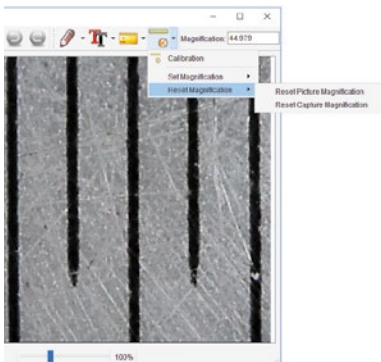 Magnification: 44.979
Calibration
Set Magnification
Reset Magnification
Reset Picture Magnification
Reset Capture Magnification
100%